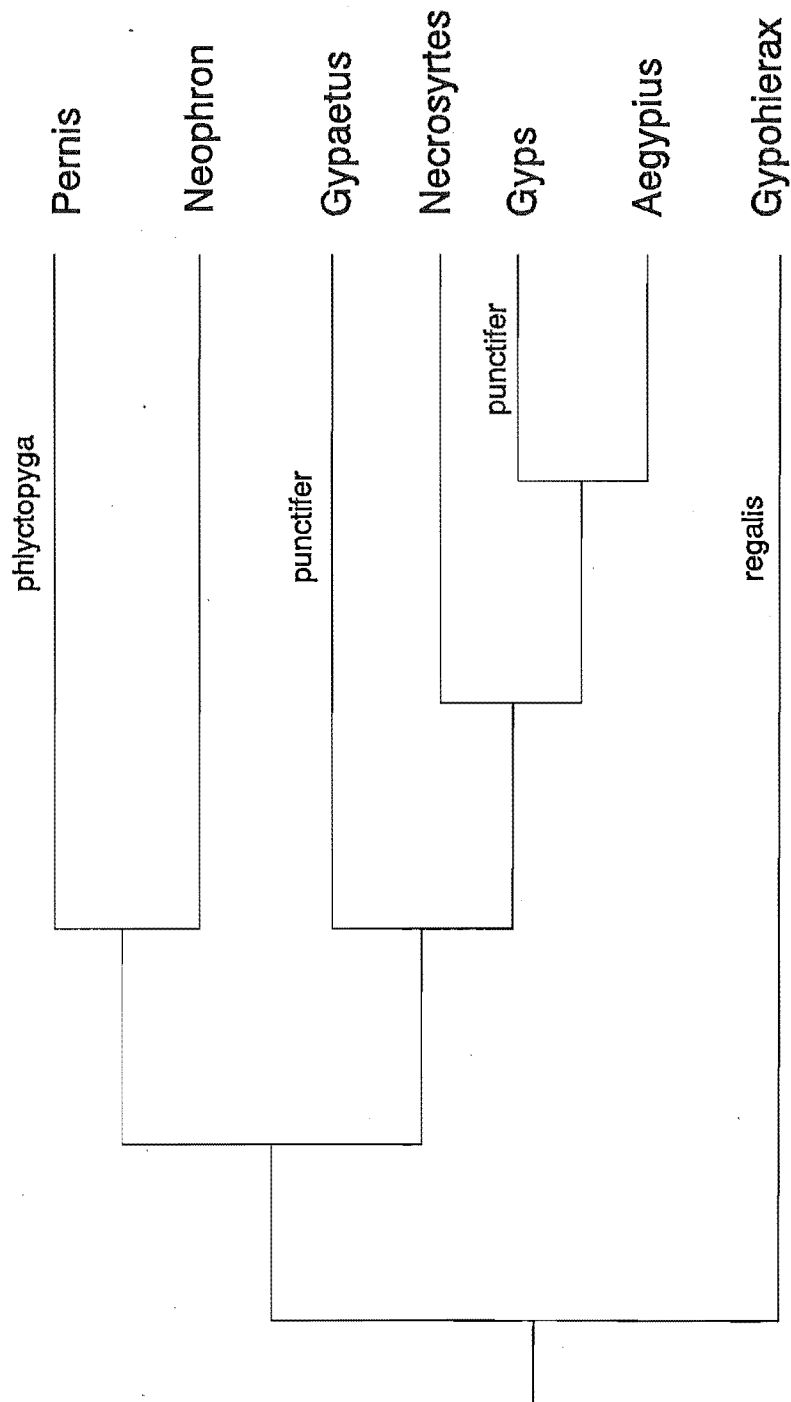 Pernis
Neophron
Gypaetus
Necrosyrtes
Gyps
Aegypius
Gypohierax
phlyctopyga
punctifer
punctifer
regalis